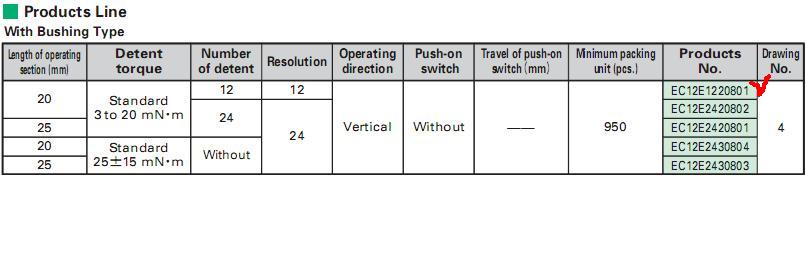 Products Line
With Bushing Type
Length of operating section (mm) Detent torque Number of detent Resolution Operating direction Push-on switch Travel of push-on switch (mm) Minimum packing unit (pcs.) Products No. Drawing No.
20 Standard 3 to 20 mN·m 12 12 Vertical Without —— 950 EC12E1220801 4
24 24 EC12E2420802
25 EC12E2420801
20 Standard 25±15 mN·m Without EC12E2430804
25 EC12E2430803